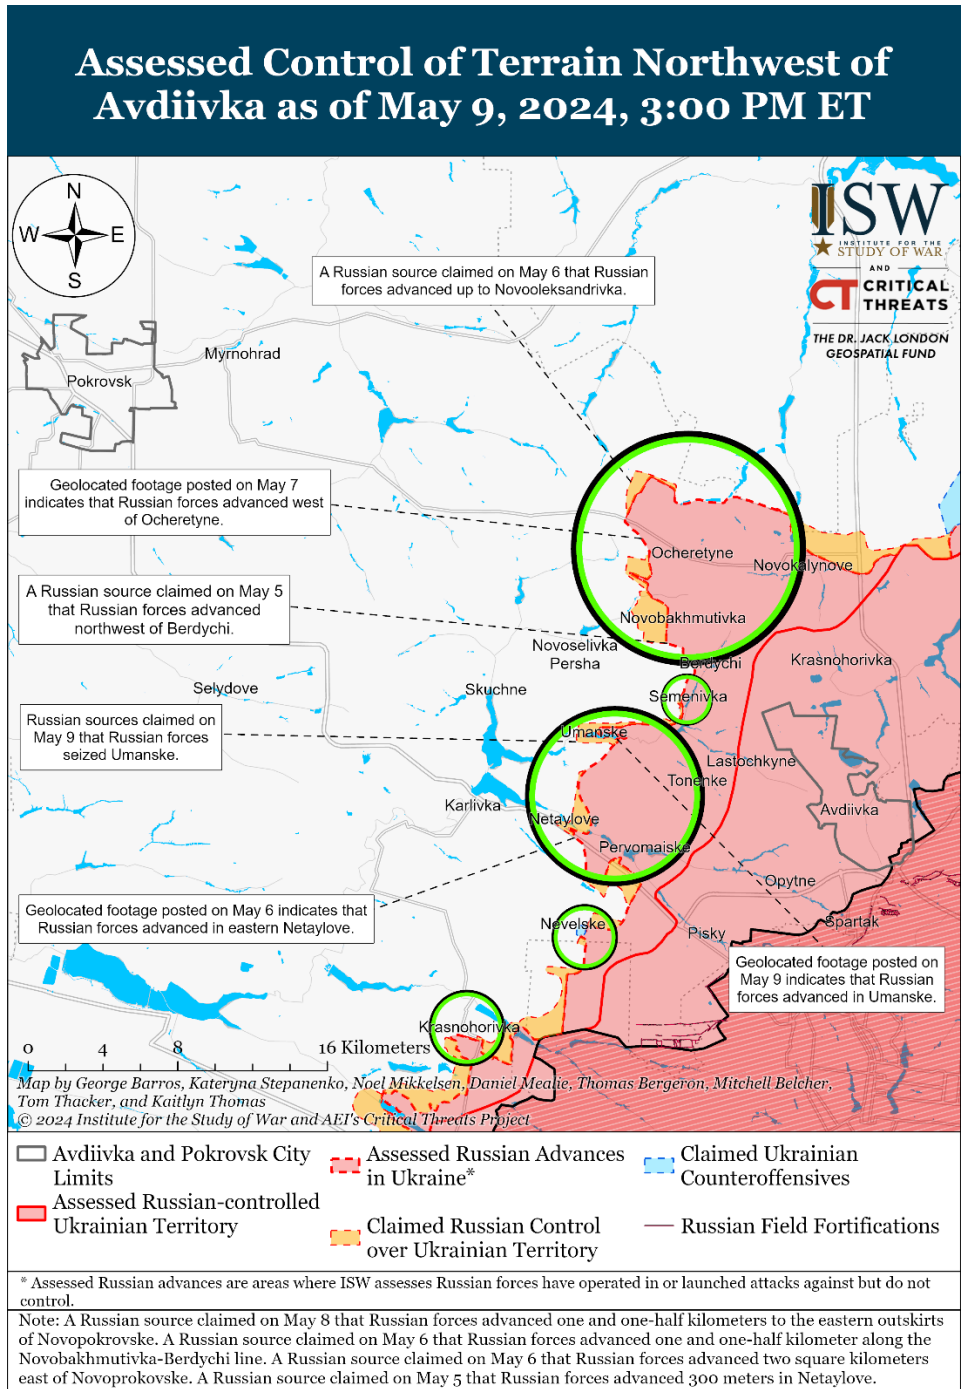 Assessed Control of Terrain Northwest of
Avdiivka as of May 9, 2024, 3:00 PM ET
N
W
E
S
ISW
INSTITUTE FOR THE
STUDY OF WAR
AND
CT CRITICAL
THREATS
THE DR. JACK LONDON
GEOSPATIAL FUND
A Russian source claimed on May 6 that Russian
forces advanced up to Novooleksandrivka.
Myrnohrad
Pokrovsk
Geolocated footage posted on May 7
indicates that Russian forces advanced west
of Ocheretyne.
Ocheretyne
Novokalynove
A Russian source claimed on May 5
that Russian forces advanced
northwest of Berdychi.
Novobakhmutivka
Novoselivka
Persha
Berdychi
Krasnohorivka
Selydove
Skuchne
Semenivka
Russian sources claimed on
May 9 that Russian forces
seized Umanske.
Umanske
Lastochkyne
Tonenke
Karlivka
Avdiivka
Netaylove
Pervomaiske
Opytne
Geolocated footage posted on May 6 indicates that
Russian forces advanced in eastern Netaylove.
Nevelske
Pisky
Spartak
Geolocated footage posted on
May 9 indicates that Russian
forces advanced in Umanske.
Krasnohorivka
0 4 8 16 Kilometers
Map by George Barros, Kateryna Stepanenko, Noel Mikkelsen, Daniel Mealie, Thomas Bergeron, Mitchell Belcher,
Tom Thacker, and Kaitlyn Thomas
© 2024 Institute for the Study of War and AEI's Critical Threats Project
Avdiivka and Pokrovsk City
Limits
Assessed Russian-controlled
Ukrainian Territory
Assessed Russian Advances
in Ukraine*
Claimed Russian Control
over Ukrainian Territory
Claimed Ukrainian
Counteroffensives
Russian Field Fortifications
* Assessed Russian advances are areas where ISW assesses Russian forces have operated in or launched attacks against but do not
control.
Note: A Russian source claimed on May 8 that Russian forces advanced one and one-half kilometers to the eastern outskirts
of Novopokrovske. A Russian source claimed on May 6 that Russian forces advanced one and one-half kilometer along the
Novobakhmutivka-Berdychi line. A Russian source claimed on May 6 that Russian forces advanced two square kilometers
east of Novoprokovske. A Russian source claimed on May 5 that Russian forces advanced 300 meters in Netaylove.